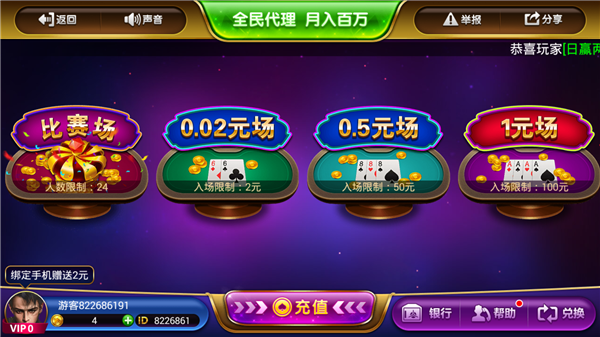 返回
声音
全民代理 月入百万
举报
分享
恭喜玩家[日赢两
比赛场
人数限制：24
0.02元场
入场限制：2元
0.5元场
入场限制：50元
1元场
入场限制：100元
绑定手机赠送2元
游客822686191
4
ID 8226861
VIP 0
充值
银行
帮助
兑换